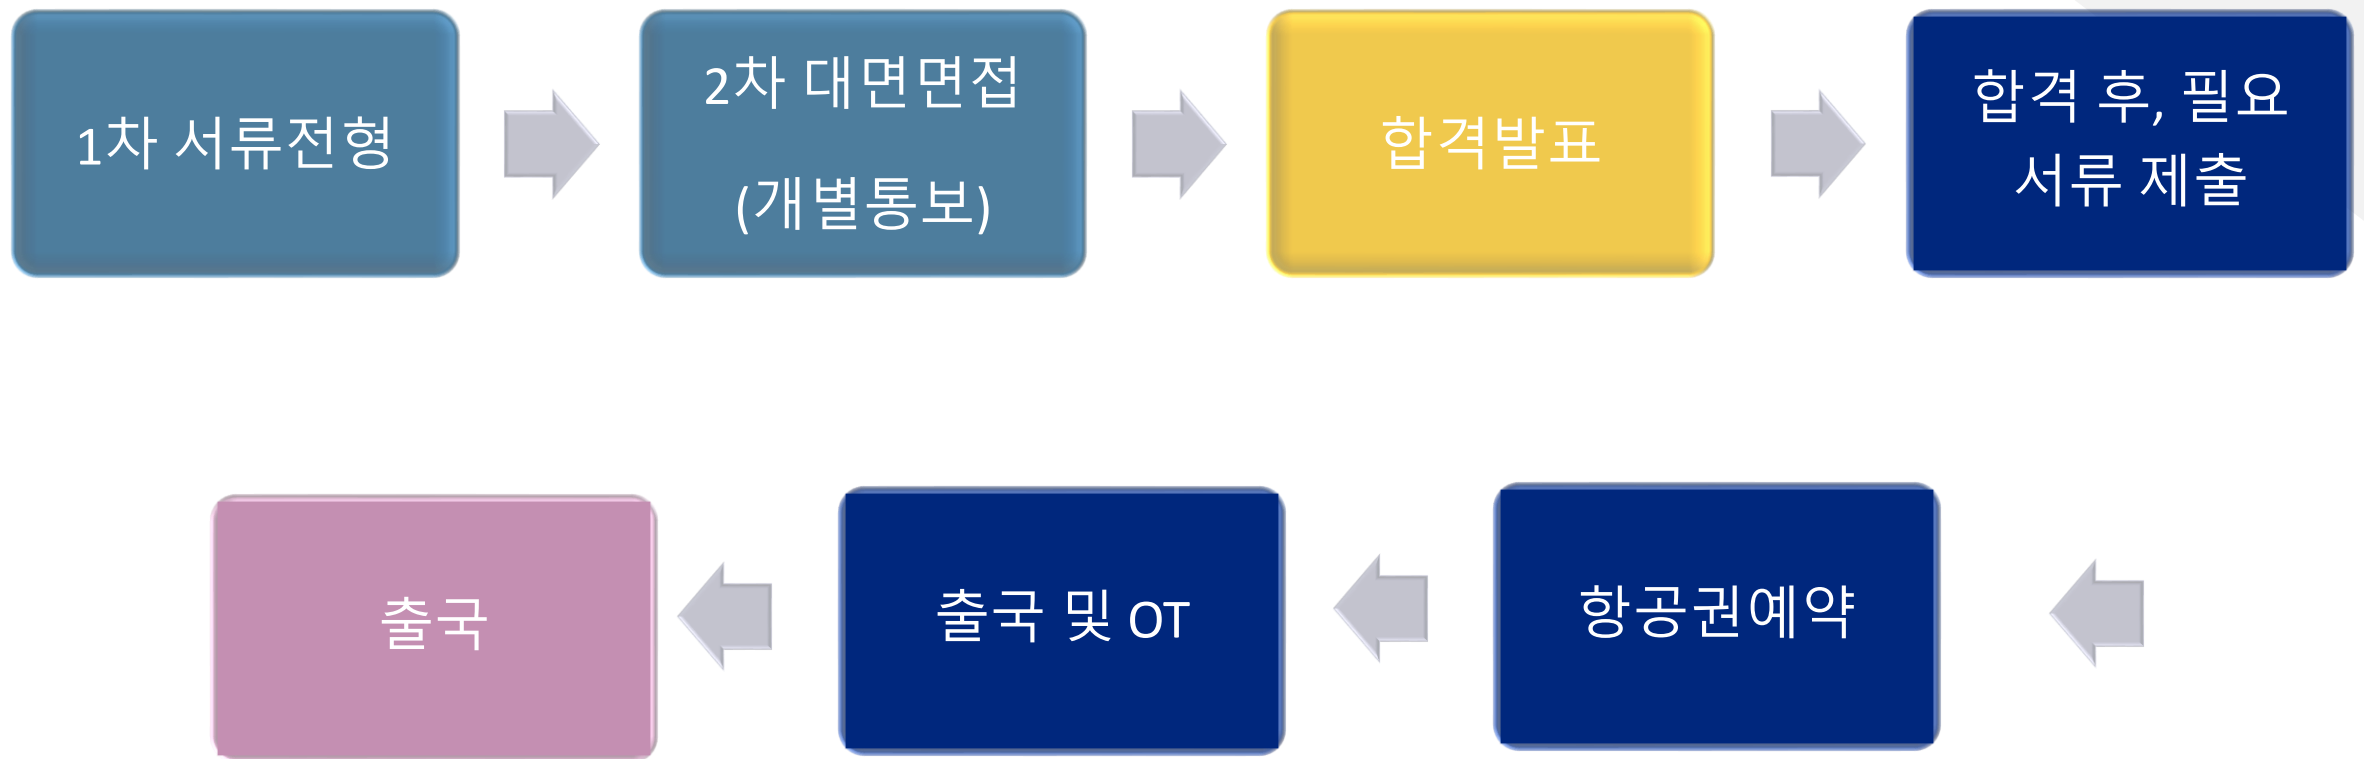 1차 서류전형
2차 대면면접
(개별통보)
합격발표
합격 후, 필요
서류 제출
항공권예약
출국 및 OT
출국